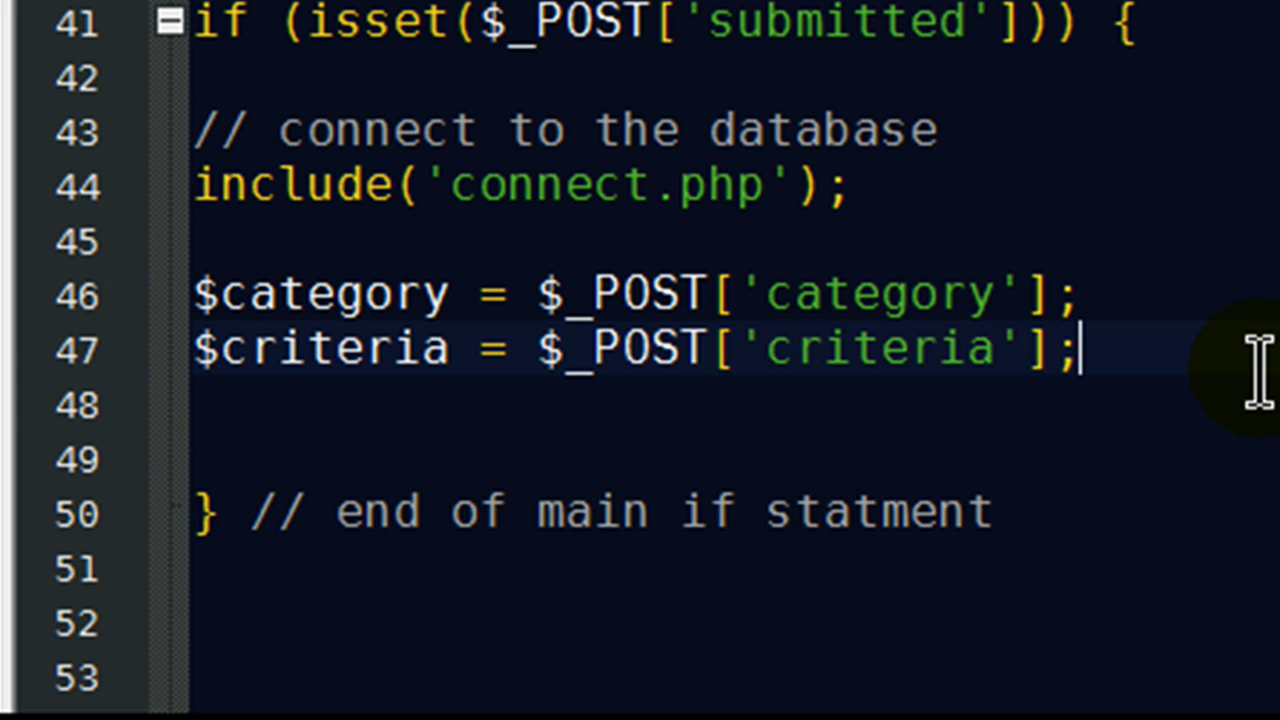 41 if (isset($_POST['submitted'])) {
42
43 // connect to the database
44 include('connect.php');
45
46 $category = $_POST['category'];
47 $criteria = $_POST['criteria'];
48
49
50 } // end of main if statment
51
52
53